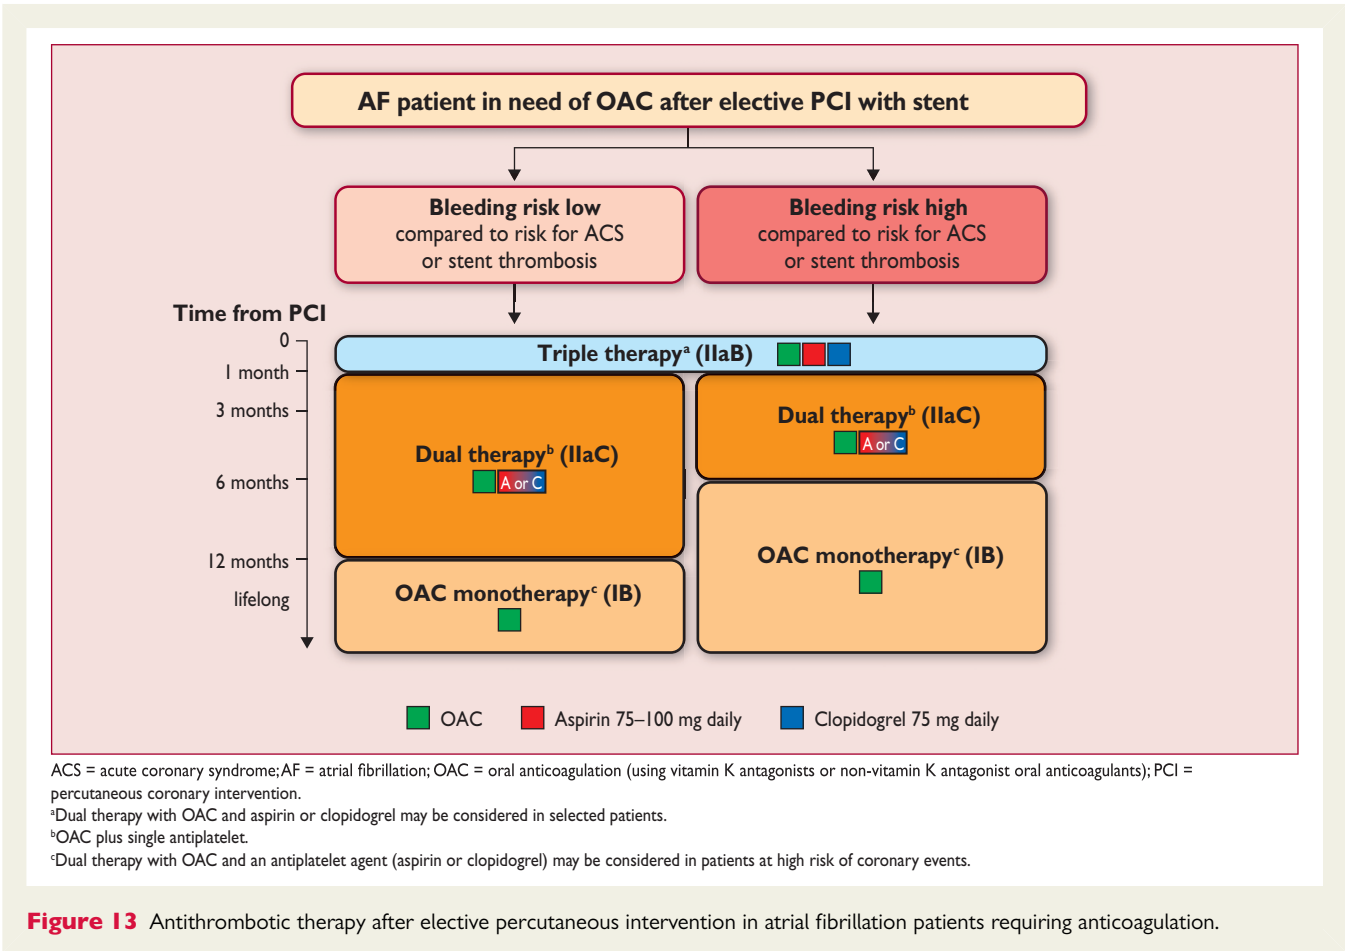 AF patient in need of OAC after elective PCI with stent
Bleeding risk low
compared to risk for ACS
or stent thrombosis
Bleeding risk high
compared to risk for ACS
or stent thrombosis
Time from PCI
0
1 month
3 months
6 months
12 months
lifelong
Triple therapyᵃ (IIaB)
Dual therapyᵇ (IIaC)
A or C
Dual therapyᵇ (IIaC)
A or C
OAC monotherapyᶜ (IB)
OAC monotherapyᶜ (IB)
OAC
Aspirin 75–100 mg daily
Clopidogrel 75 mg daily
ACS = acute coronary syndrome; AF = atrial fibrillation; OAC = oral anticoagulation (using vitamin K antagonists or non-vitamin K antagonist oral anticoagulants); PCI =
percutaneous coronary intervention.
ᵃDual therapy with OAC and aspirin or clopidogrel may be considered in selected patients.
ᵇOAC plus single antiplatelet.
ᶜDual therapy with OAC and an antiplatelet agent (aspirin or clopidogrel) may be considered in patients at high risk of coronary events.
Figure 13 Antithrombotic therapy after elective percutaneous intervention in atrial fibrillation patients requiring anticoagulation.